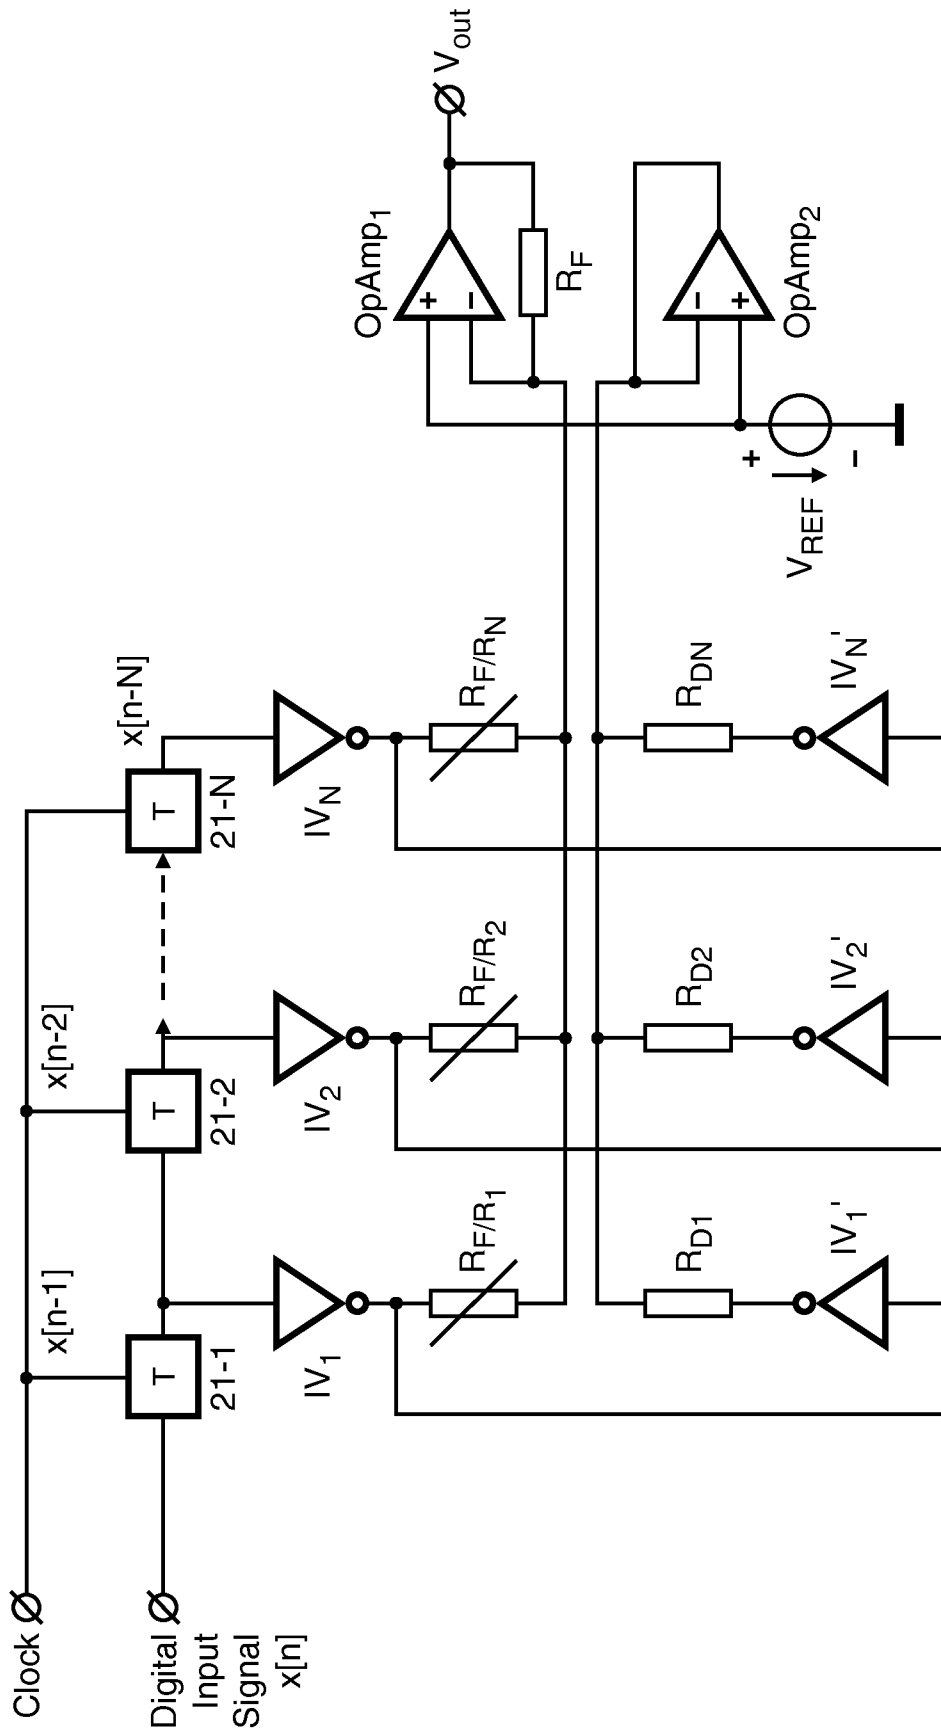 Clock
Digital
Input
Signal
x[n]
x[n-1]
x[n-2]
x[n-N]
T
T
T
21-1
21-2
21-N
IV1
IV2
IVN
RF/R1
RF/R2
RF/RN
RD1
RD2
RDN
IV1'
IV2'
IVN'
OpAmp1
+
−
RF
Vout
OpAmp2
−
+
+
−
VREF